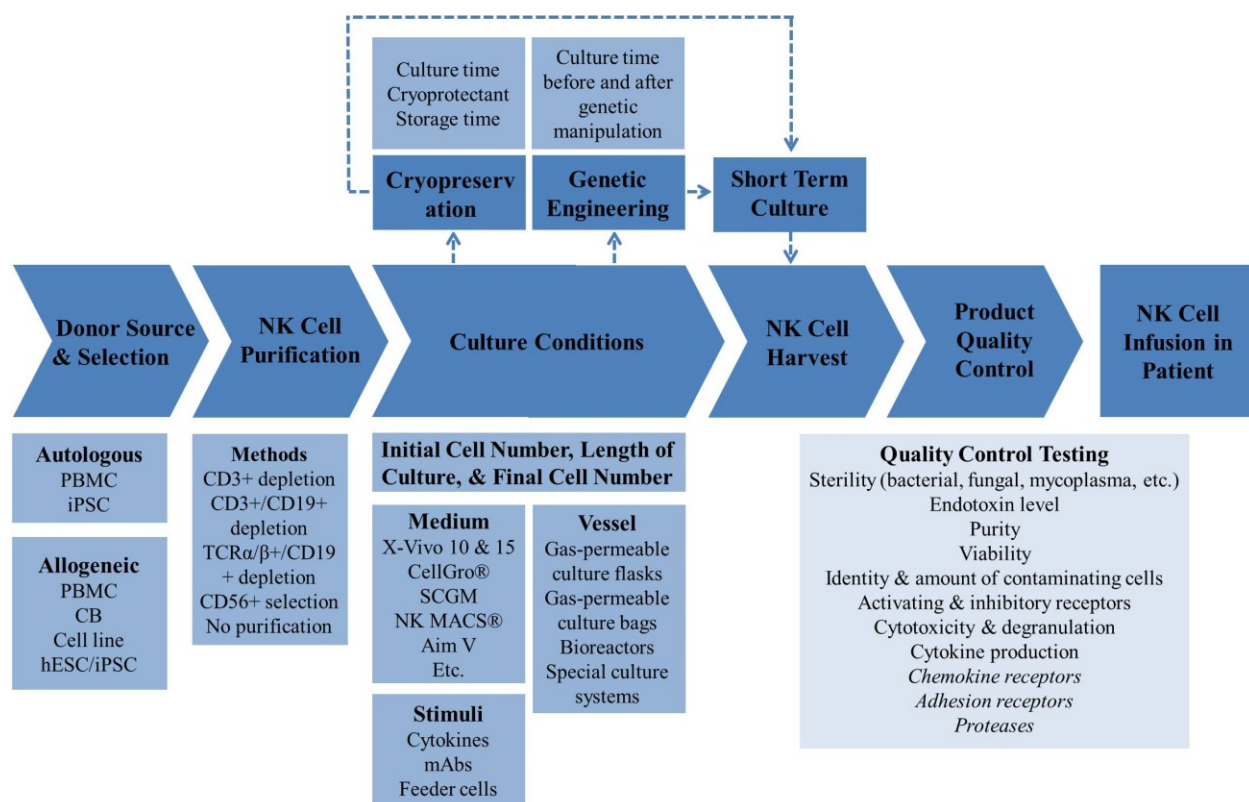 Culture time
Cryoprotectant
Storage time
Culture time
before and after
genetic
manipulation
Cryopreserv
ation
Genetic
Engineering
Short Term
Culture
Donor Source
& Selection
NK Cell
Purification
Culture Conditions
NK Cell
Harvest
Product
Quality
Control
NK Cell
Infusion in
Patient
Autologous
PBMC
iPSC
Allogeneic
PBMC
CB
Cell line
hESC/iPSC
Methods
CD3+ depletion
CD3+/CD19+
depletion
TCRα/β+/CD19
+ depletion
CD56+ selection
No purification
Initial Cell Number, Length of
Culture, & Final Cell Number
Medium
X-Vivo 10 & 15
CellGro®
SCGM
NK MACS®
Aim V
Etc.
Stimuli
Cytokines
mAbs
Feeder cells
Vessel
Gas-permeable
culture flasks
Gas-permeable
culture bags
Bioreactors
Special culture
systems
Quality Control Testing
Sterility (bacterial, fungal, mycoplasma, etc.)
Endotoxin level
Purity
Viability
Identity & amount of contaminating cells
Activating & inhibitory receptors
Cytotoxicity & degranulation
Cytokine production
Chemokine receptors
Adhesion receptors
Proteases